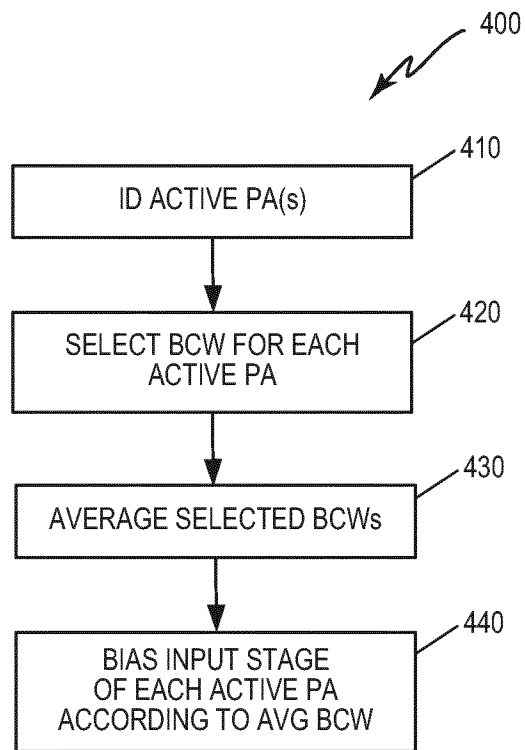 400
410
ID ACTIVE PA(s)
420
SELECT BCW FOR EACH
ACTIVE PA
430
AVERAGE SELECTED BCWs
440
BIAS INPUT STAGE
OF EACH ACTIVE PA
ACCORDING TO AVG BCW